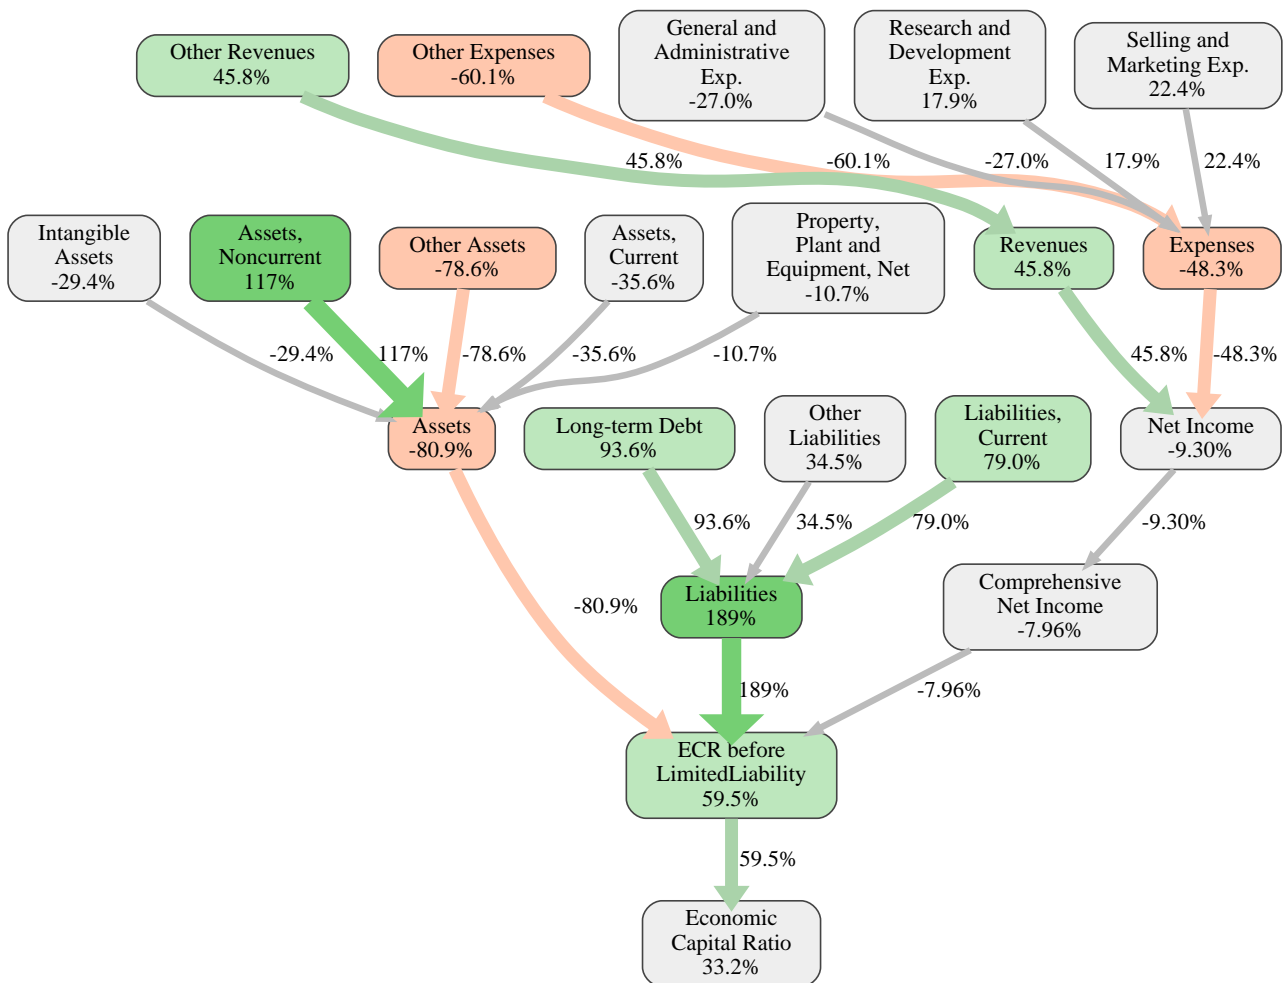 Other Revenues
45.8%
Other Expenses
-60.1%
General and
Administrative
Exp.
-27.0%
Research and
Development
Exp.
17.9%
Selling and
Marketing Exp.
22.4%
45.8%
-60.1%
-27.0%
17.9%
22.4%
Intangible
Assets
-29.4%
Assets,
Noncurrent
117%
Other Assets
-78.6%
Assets,
Current
-35.6%
Property,
Plant and
Equipment, Net
-10.7%
Revenues
45.8%
Expenses
-48.3%
-29.4%
117%
-78.6%
-35.6%
-10.7%
45.8%
-48.3%
Assets
-80.9%
Long-term Debt
93.6%
Other
Liabilities
34.5%
Liabilities,
Current
79.0%
Net Income
-9.30%
93.6%
34.5%
79.0%
-9.30%
-80.9%
Liabilities
189%
Comprehensive
Net Income
-7.96%
189%
-7.96%
ECR before
LimitedLiability
59.5%
59.5%
Economic
Capital Ratio
33.2%